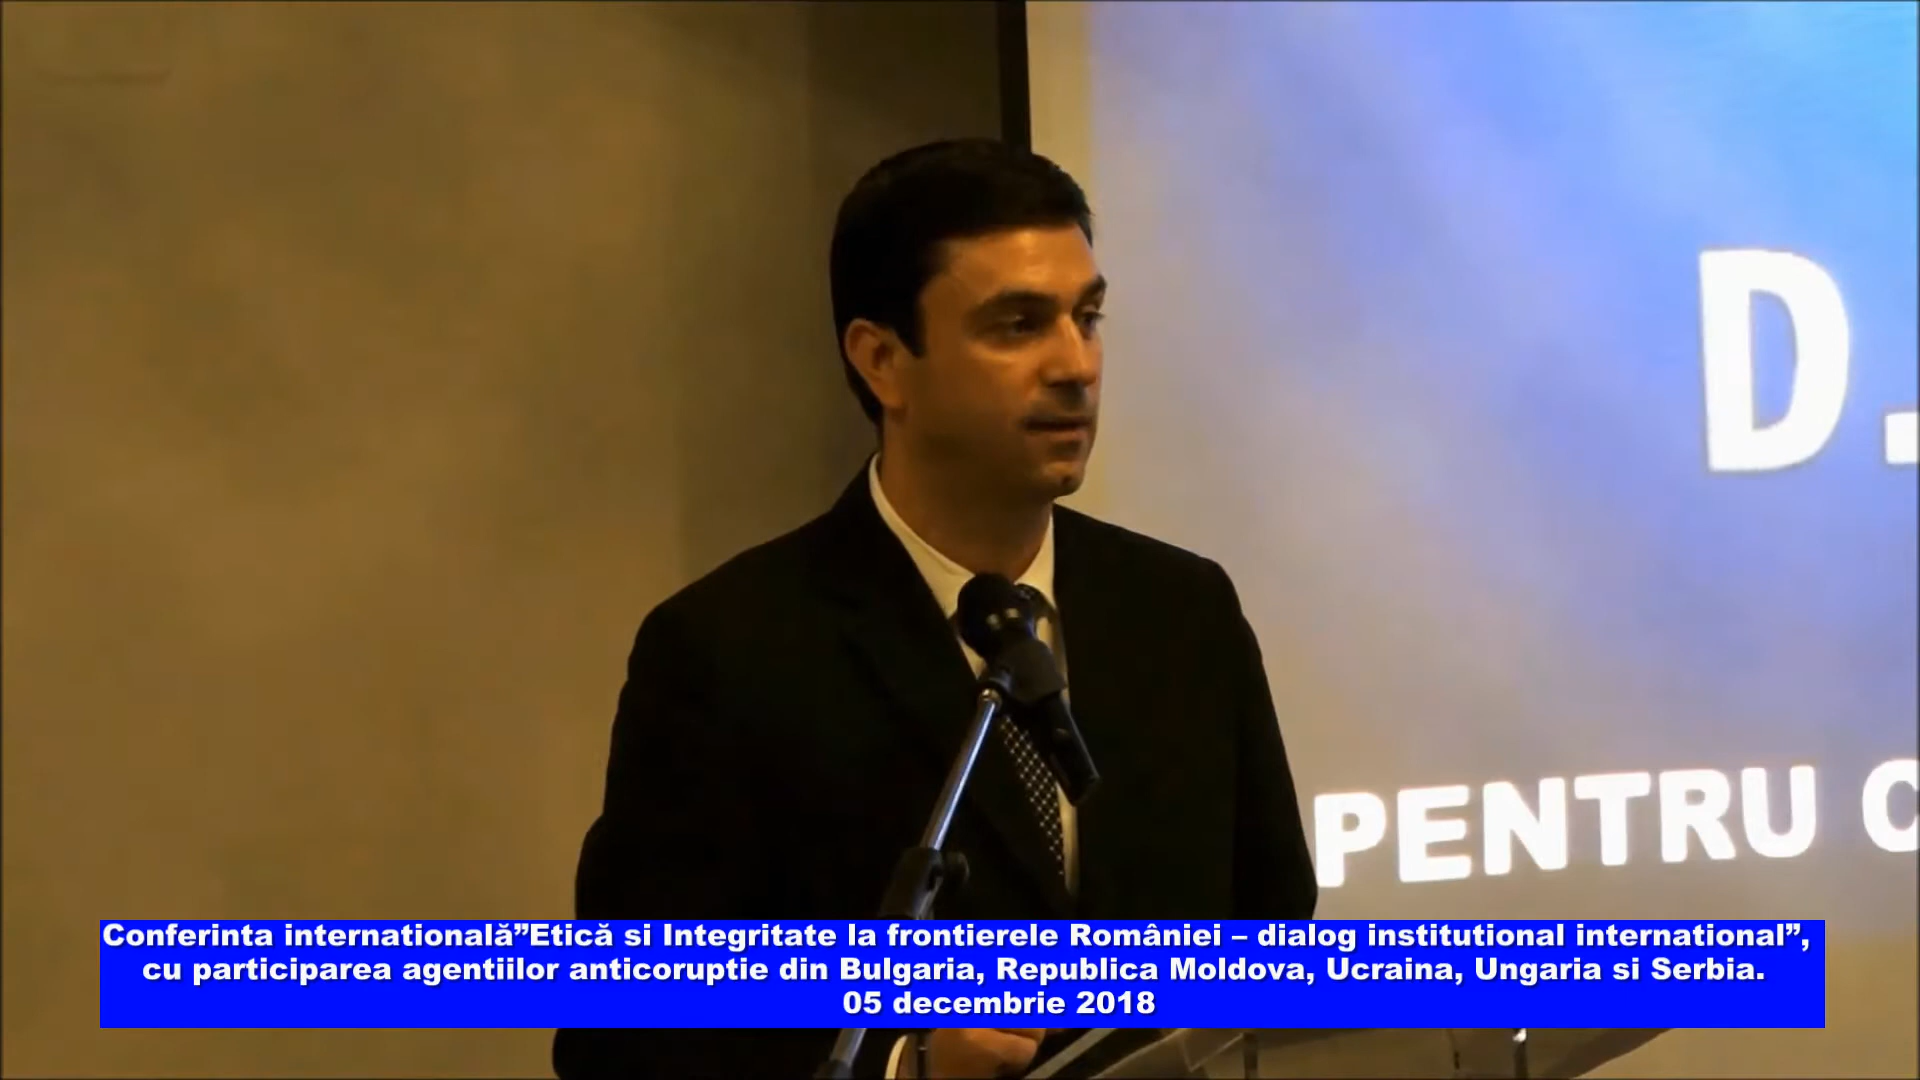 D.
PENTRU C
Conferinta internatională”Etică si Integritate la frontierele României – dialog institutional international”,
cu participarea agentiilor anticoruptie din Bulgaria, Republica Moldova, Ucraina, Ungaria si Serbia.
05 decembrie 2018